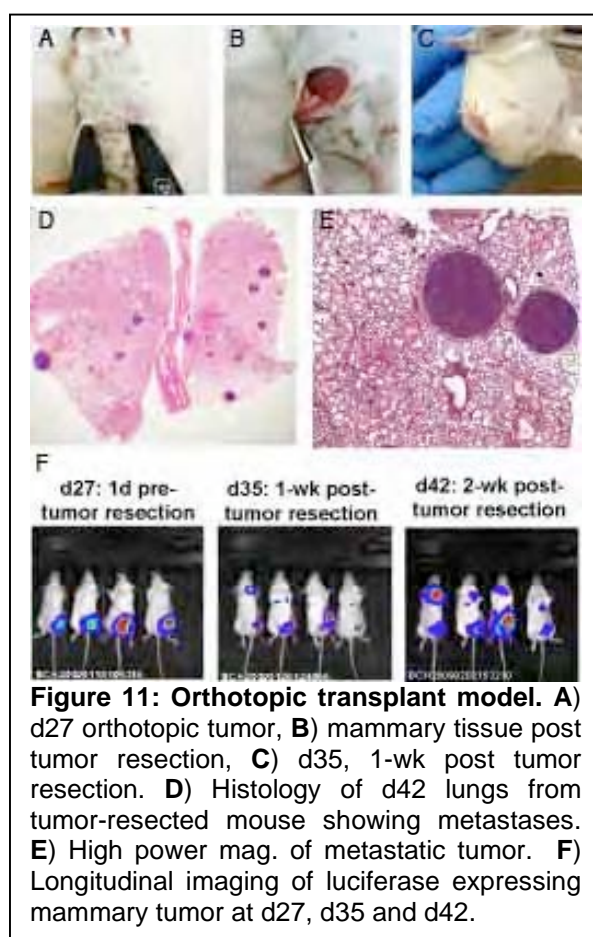 A
B
C
D
E
F
d27: 1d pre-
tumor resection
d35: 1-wk post-
tumor resection
d42: 2-wk post-
tumor resection
Figure 11: Orthotopic transplant model. A)
d27 orthotopic tumor, B) mammary tissue post
tumor resection, C) d35, 1-wk post tumor
resection. D) Histology of d42 lungs from
tumor-resected mouse showing metastases.
E) High power mag. of metastatic tumor. F)
Longitudinal imaging of luciferase expressing
mammary tumor at d27, d35 and d42.